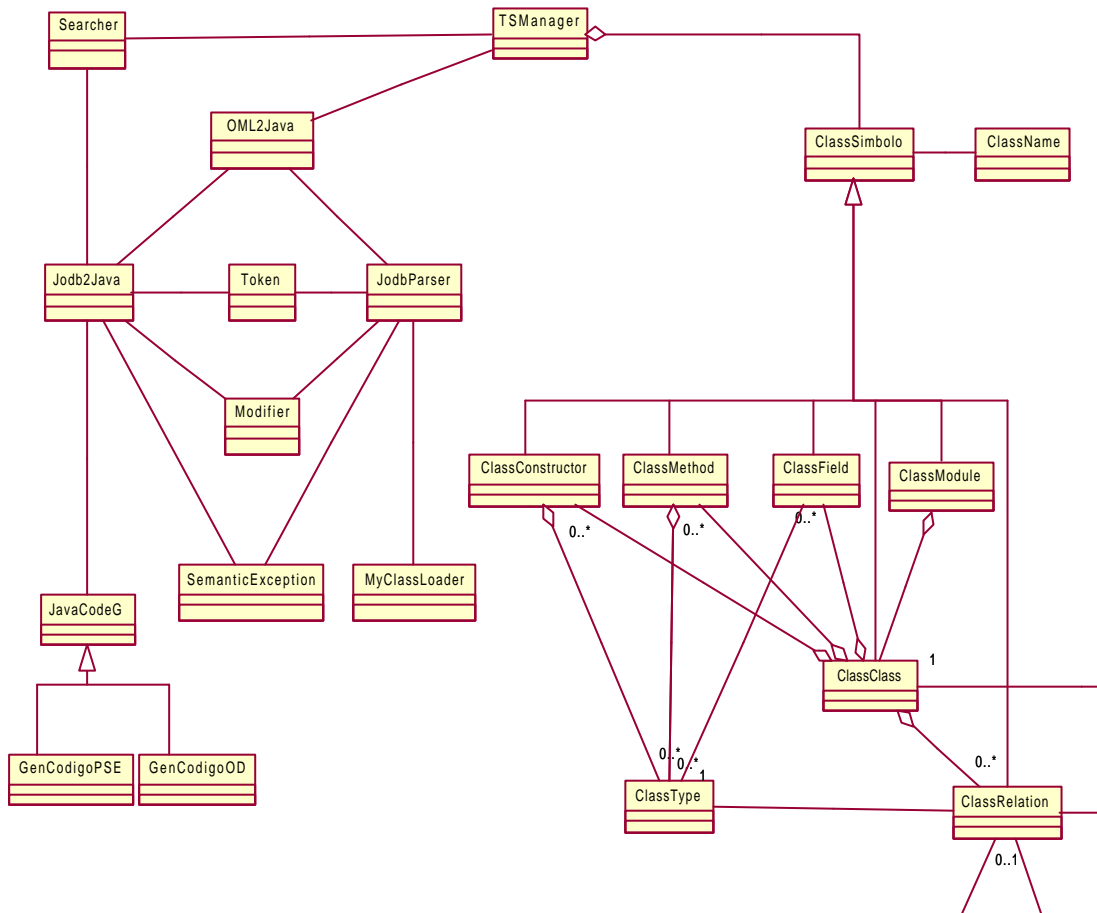 Searcher
TSManager
OML2Java
ClassSimbolo
ClassName
Jodb2Java
Token
JodbParser
Modifier
ClassConstructor
ClassMethod
ClassField
ClassModule
0..*
0..*
0..*
SemanticException
MyClassLoader
JavaCodeG
1
ClassClass
GenCodigoPSE
GenCodigoOD
0..*
0..*
1
0..*
ClassType
ClassRelation
0..1